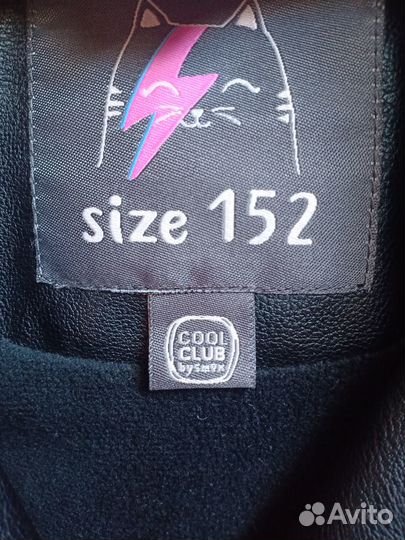 size 152
COOL
CLUB
by Smyk
Avito